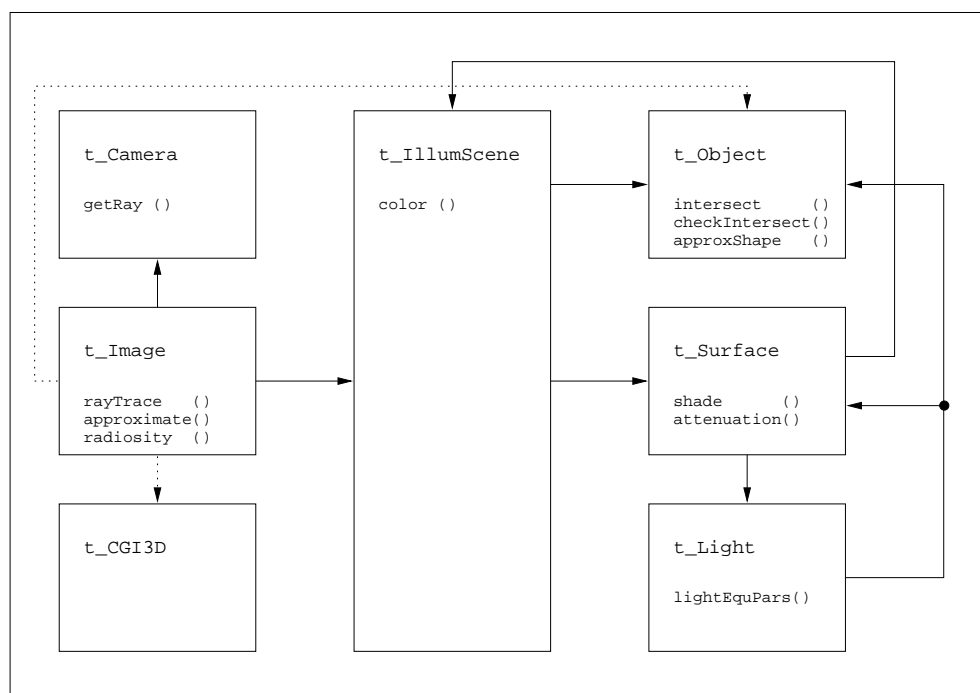 t_Camera
getRay ()
t_Image
rayTrace ()
approximate()
radiosity ()
t_CGI3D
t_IllumScene
color ()
t_Object
intersect ()
checkIntersect()
approxShape ()
t_Surface
shade ()
attenuation()
t_Light
lightEquPars()